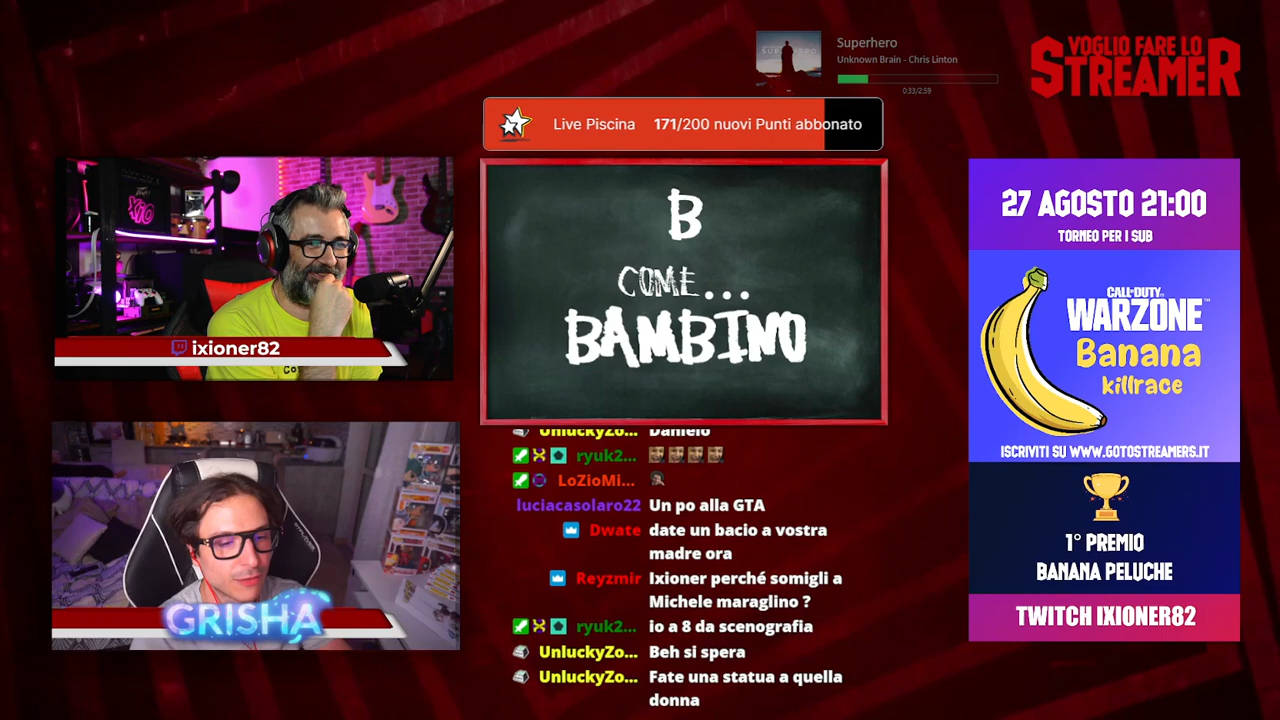 Superhero
Unknown Brain - Chris Linton
0:33/2:59
VOGLIO FARE LO
STREAMER
Live Piscina 171/200 nuovi Punti abbonato
B
COME...
BAMBINO
XIO
ixioner82
GRISHA
UnluckyZo... Danielo
ryuk2...
LoZioMi...
luciacasolaro22 Un po alla GTA
Dwate date un bacio a vostra
madre ora
Reyzmir Ixioner perché somigli a
Michele maraglino ?
ryuk2... io a 8 da scenografia
UnluckyZo... Beh si spera
UnluckyZo... Fate una statua a quella
donna
27 AGOSTO 21:00
TORNEO PER I SUB
CALL OF DUTY
WARZONE™
Banana
killrace
ISCRIVITI SU WWW.GOTOSTREAMERS.IT
1° PREMIO
BANANA PELUCHE
TWITCH IXIONER82